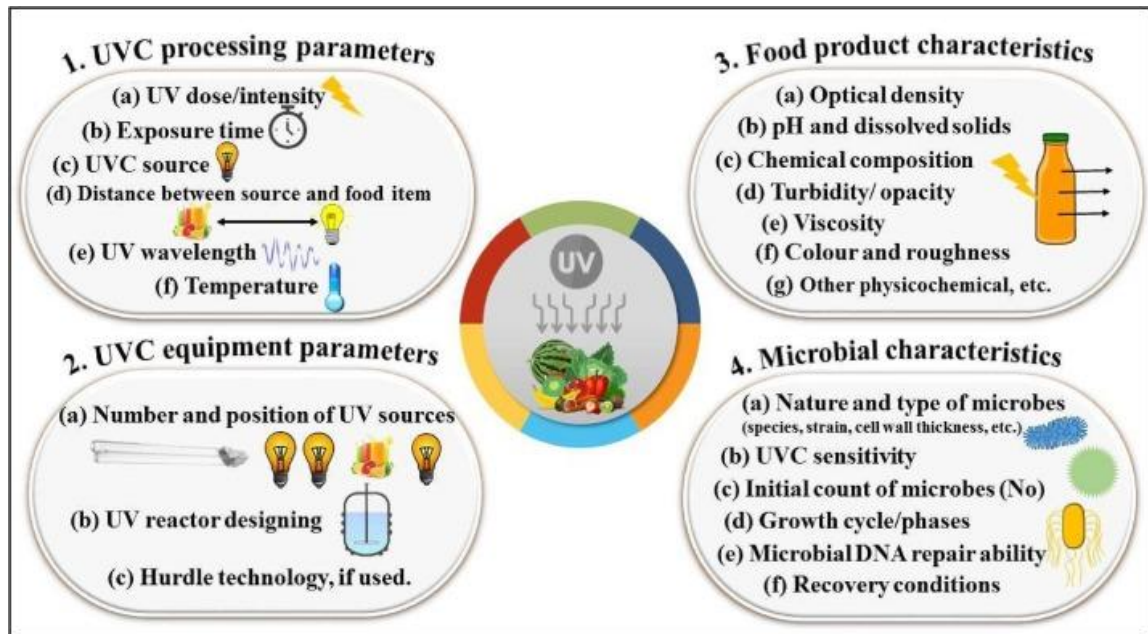 1. UVC processing parameters
(a) UV dose/intensity
(b) Exposure time
(c) UVC source
(d) Distance between source and food item
(e) UV wavelength
(f) Temperature
2. UVC equipment parameters
(a) Number and position of UV sources
(b) UV reactor designing
(c) Hurdle technology, if used.
UV
3. Food product characteristics
(a) Optical density
(b) pH and dissolved solids
(c) Chemical composition
(d) Turbidity/ opacity
(e) Viscosity
(f) Colour and roughness
(g) Other physicochemical, etc.
4. Microbial characteristics
(a) Nature and type of microbes
(species, strain, cell wall thickness, etc.)
(b) UVC sensitivity
(c) Initial count of microbes (No)
(d) Growth cycle/phases
(e) Microbial DNA repair ability
(f) Recovery conditions